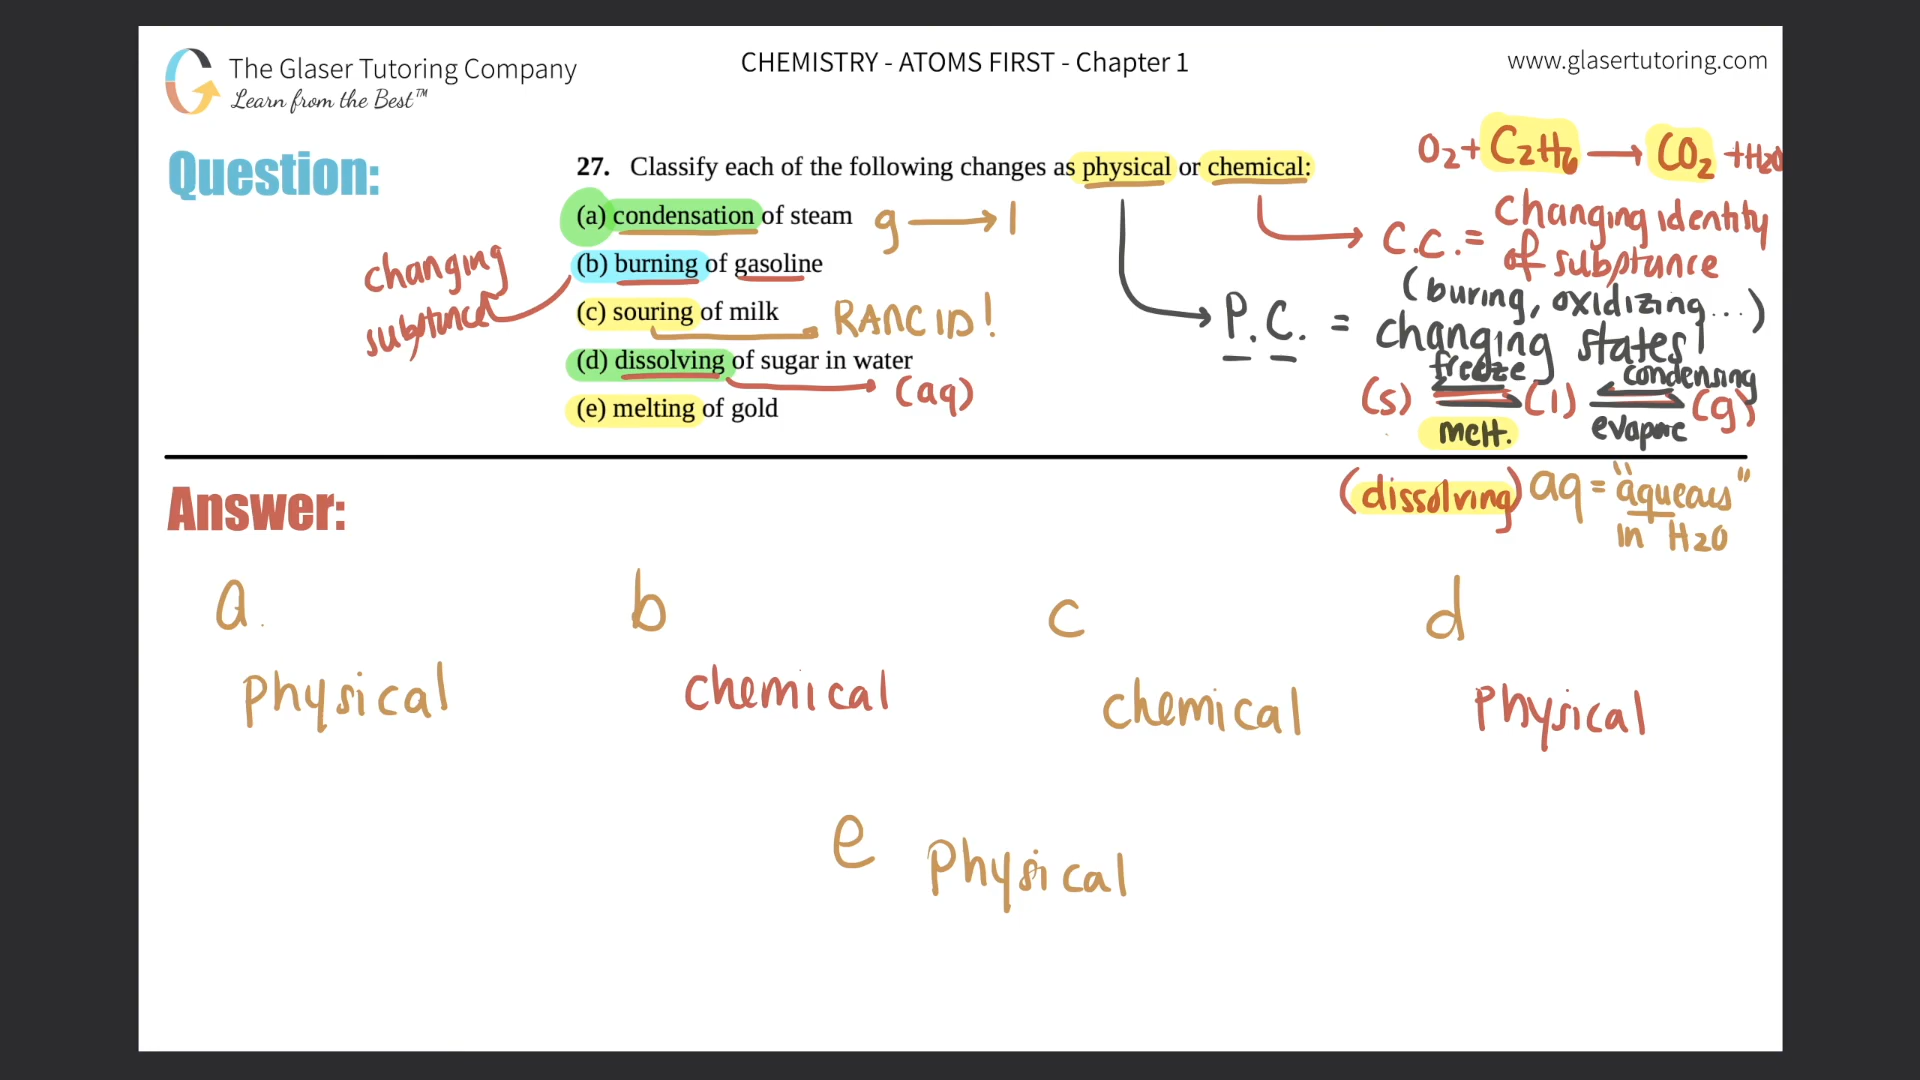 The Glaser Tutoring Company
Learn from the Best™
CHEMISTRY - ATOMS FIRST - Chapter 1
www.glasertutoring.com
Question:
27. Classify each of the following changes as physical or chemical:
(a) condensation of steam g → l
(b) burning of gasoline
(c) souring of milk RANCID!
(d) dissolving of sugar in water
(aq)
(e) melting of gold
changing
substance
O2 + C2H6 → CO2 + H2O
C.C. = Changing identity
of substance
(buring, oxidizing...)
P.C. = changing states!
freeze condensing
(s) (l) (g)
melt. evapore
(dissolving) aq = "aqueous"
in H2O
Answer:
a. b c d
physical chemical chemical physical
e physical